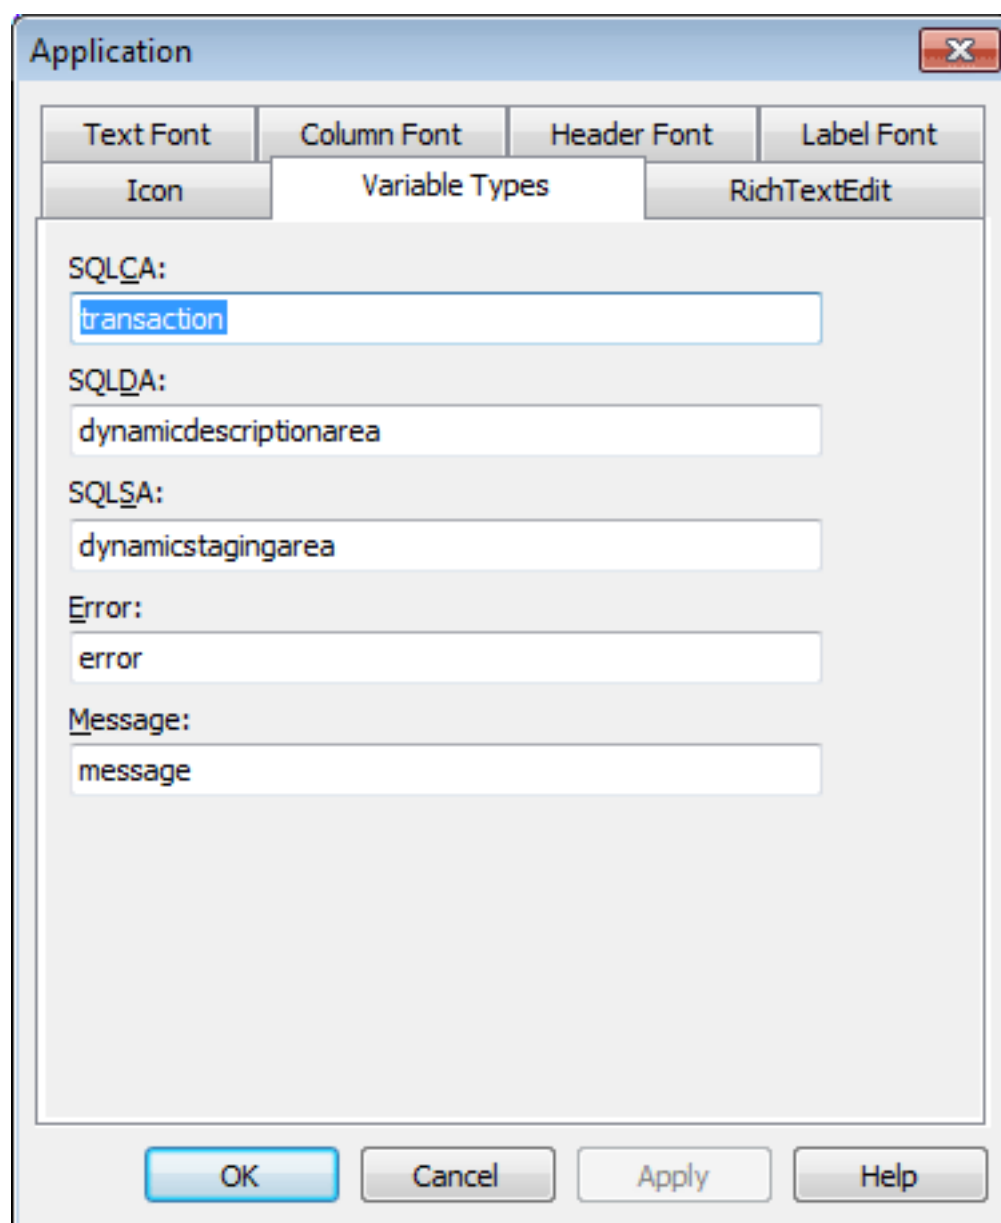 Application
Text Font Column Font Header Font Label Font
Icon Variable Types RichTextEdit
SQLCA:
transaction
SQLDA:
dynamicdescriptionarea
SQLSA:
dynamicstagingarea
Error:
error
Message:
message
OK Cancel Apply Help